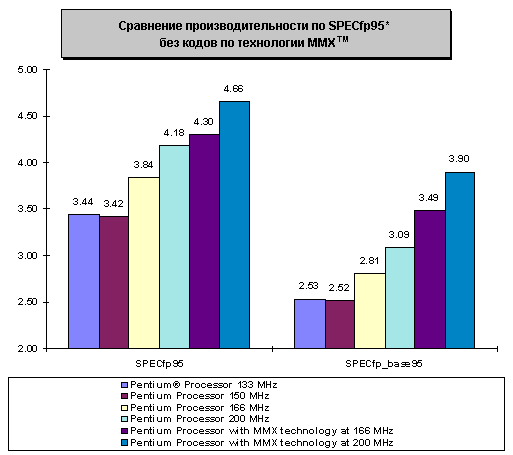 Сравнение производительности по SPECfp95*
без кодов по технологии MMX™
5.00
4.50
4.00
3.50
3.00
2.50
2.00
3.44
3.42
3.84
4.18
4.30
4.66
2.53
2.52
2.81
3.09
3.49
3.90
SPECfp95
SPECfp_base95
Pentium® Processor 133 MHz
Pentium Processor 150 MHz
Pentium Processor 166 MHz
Pentium Processor 200 MHz
Pentium Processor with MMX technology at 166 MHz
Pentium Processor with MMX technology at 200 MHz